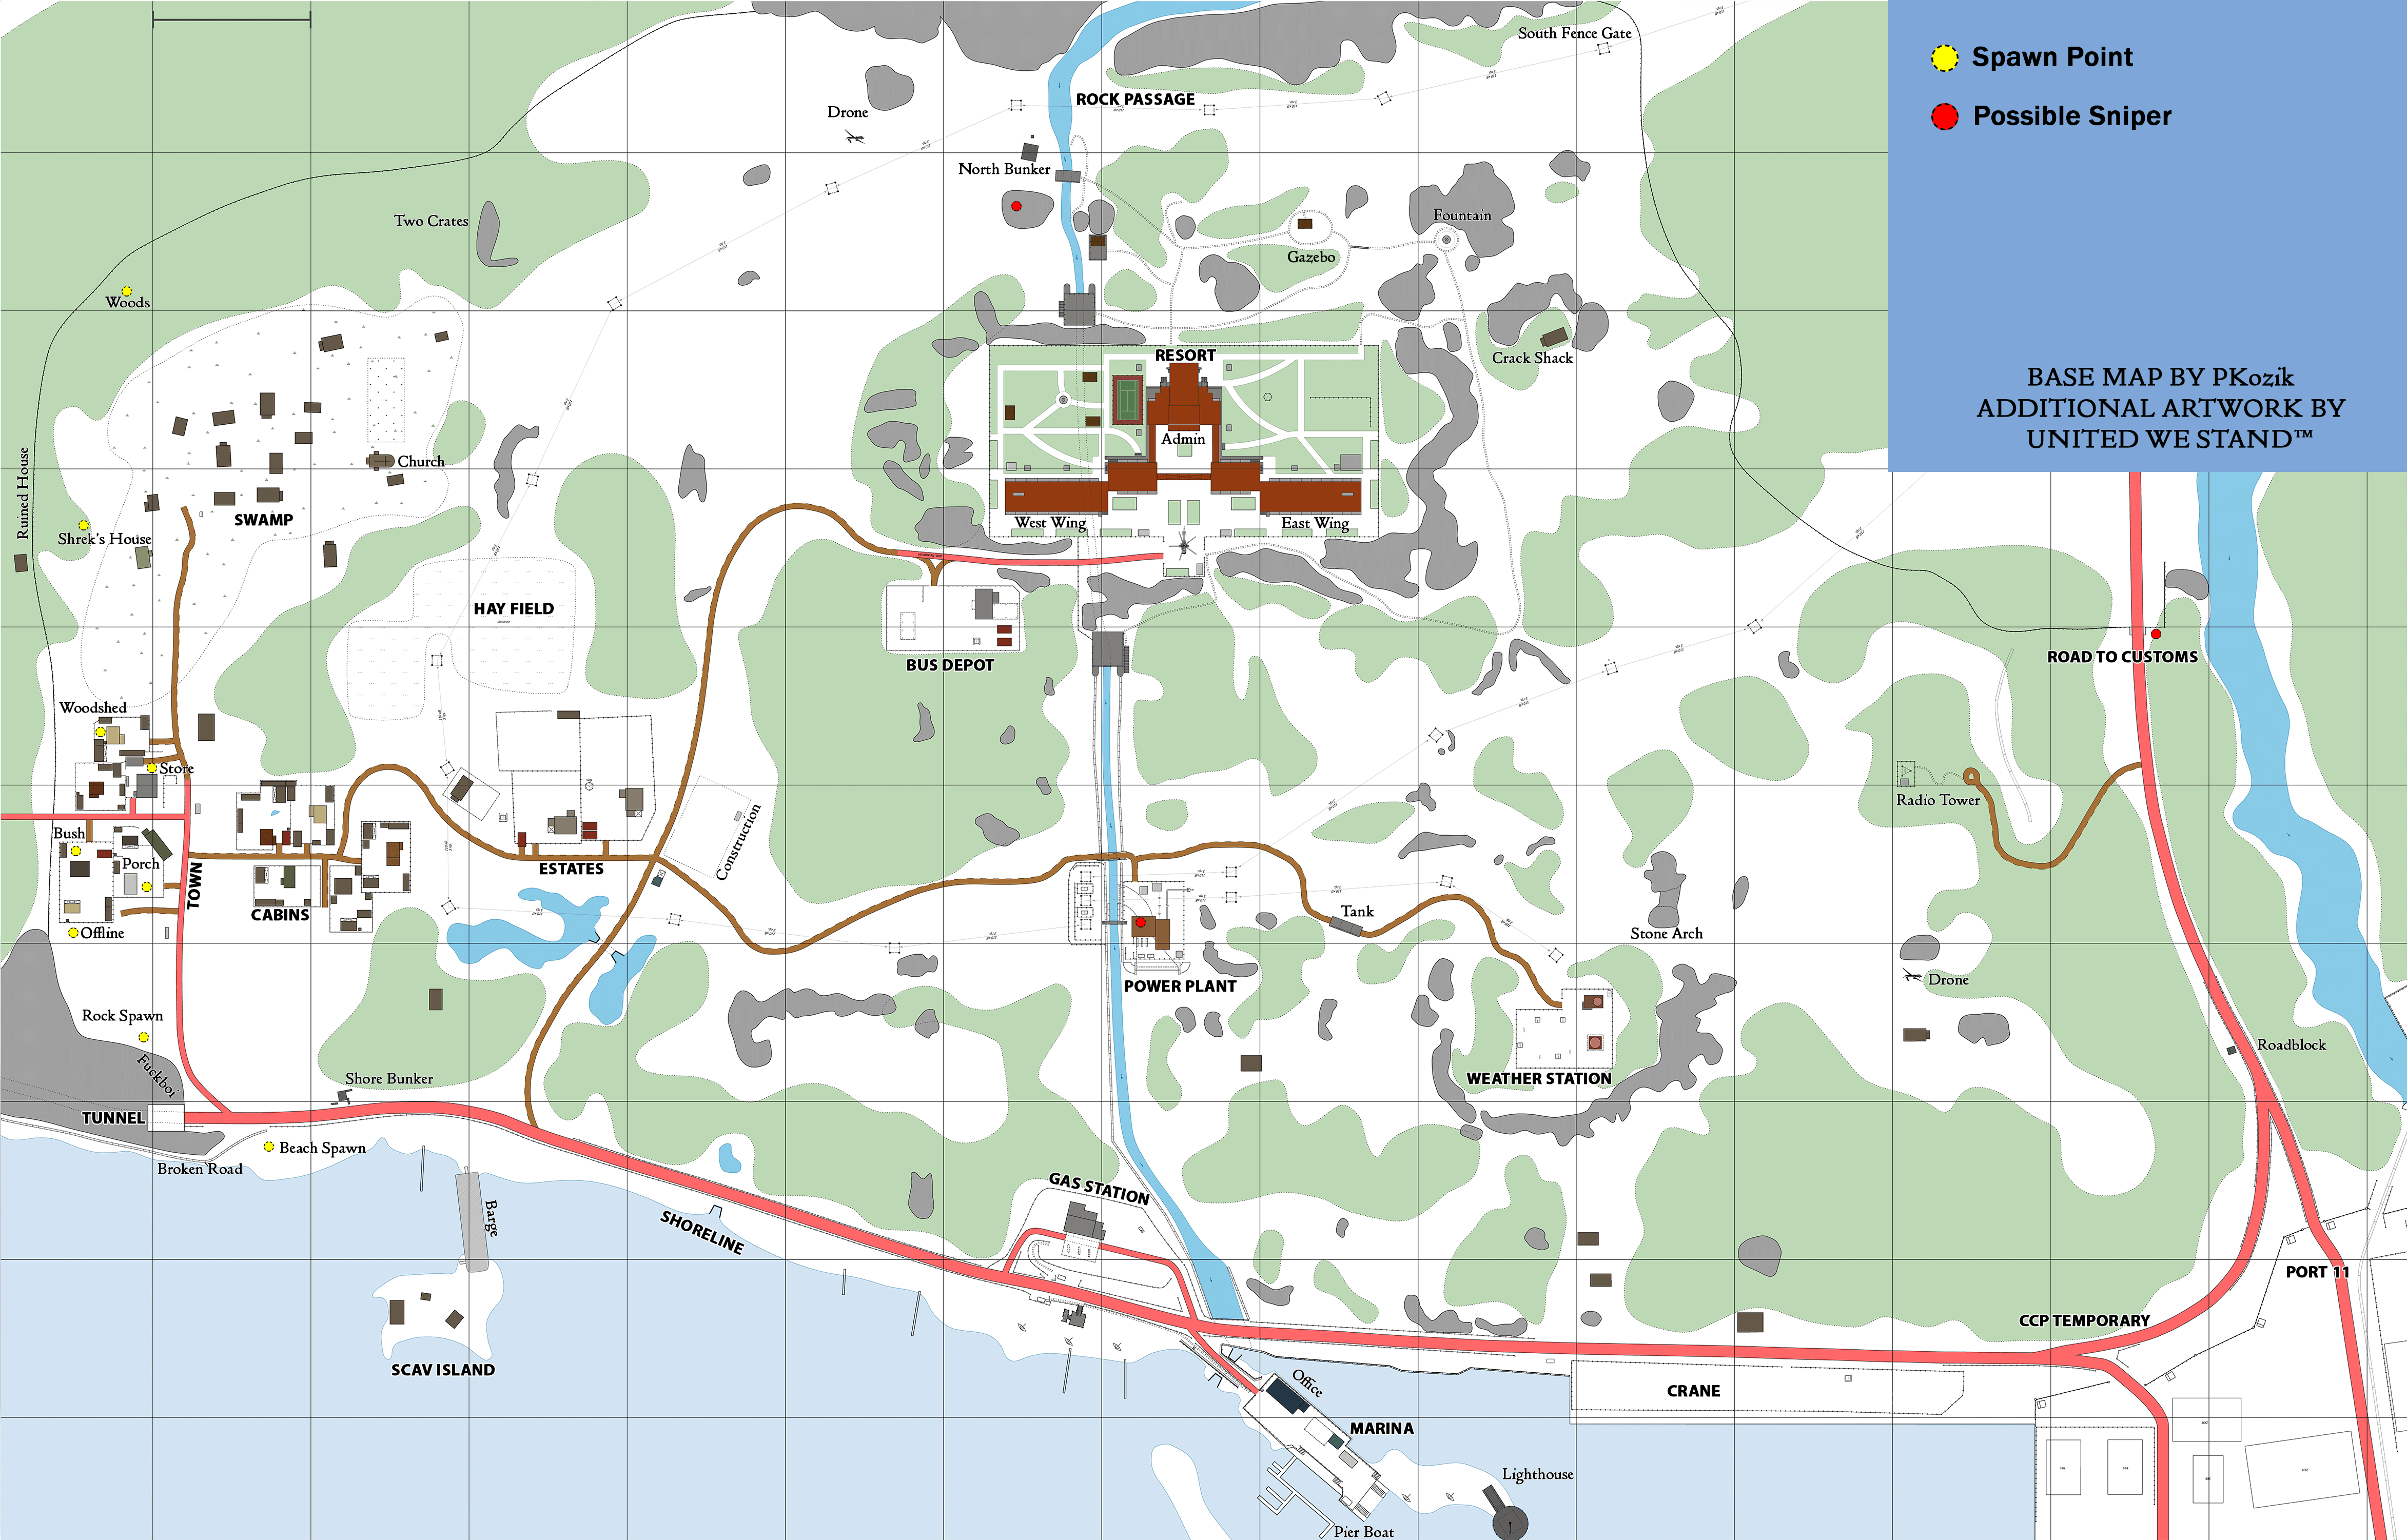 Spawn Point
Possible Sniper
BASE MAP BY PKozik
ADDITIONAL ARTWORK BY
UNITED WE STAND™
South Fence Gate
ROCK PASSAGE
Drone
North Bunker
Two Crates
Fountain
Gazebo
Woods
RESORT
Crack Shack
Admin
Church
Ruined House
SWAMP
West Wing
East Wing
Shrek's House
HAY FIELD
BUS DEPOT
ROAD TO CUSTOMS
Woodshed
Store
Radio Tower
Bush
Construction
Porch
ESTATES
TOWN
CABINS
Tank
Offline
Stone Arch
Drone
POWER PLANT
Rock Spawn
Roadblock
Fuckboi
Shore Bunker
WEATHER STATION
TUNNEL
Beach Spawn
Broken Road
GAS STATION
Barge
SHORELINE
PORT 11
CCP TEMPORARY
SCAV ISLAND
Office
CRANE
MARINA
Lighthouse
Pier Boat